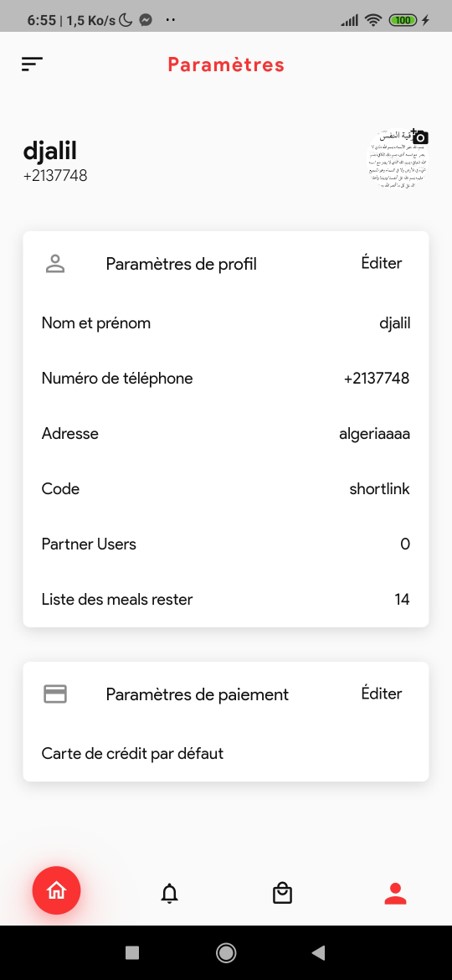 6:55 | 1,5 Ko/s
100
Paramètres
djalil
+2137748
Paramètres de profil Éditer
Nom et prénom djalil
Numéro de téléphone +2137748
Adresse algeriaaaa
Code shortlink
Partner Users 0
Liste des meals rester 14
Paramètres de paiement Éditer
Carte de crédit par défaut